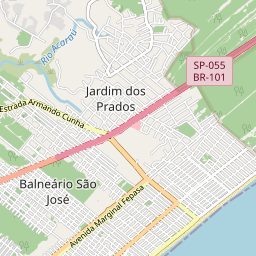 Rio Acaraú
SP-055
BR-101
Jardim dos
Prados
Estrada Armando Cunha
Balneário São
José
Avenida Marginal Fepasa